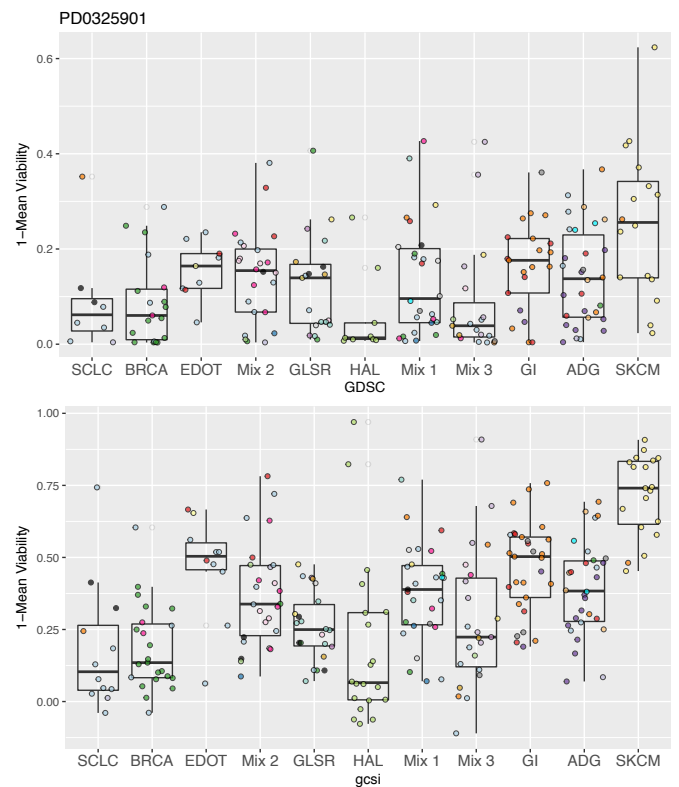 PD0325901
1−Mean Viability
0.6
0.4
0.2
0.0
SCLC BRCA EDOT Mix 2 GLSR HAL Mix 1 Mix 3 GI ADG SKCM
GDSC
1−Mean Viability
1.00
0.75
0.50
0.25
0.00
SCLC BRCA EDOT Mix 2 GLSR HAL Mix 1 Mix 3 GI ADG SKCM
gcsi